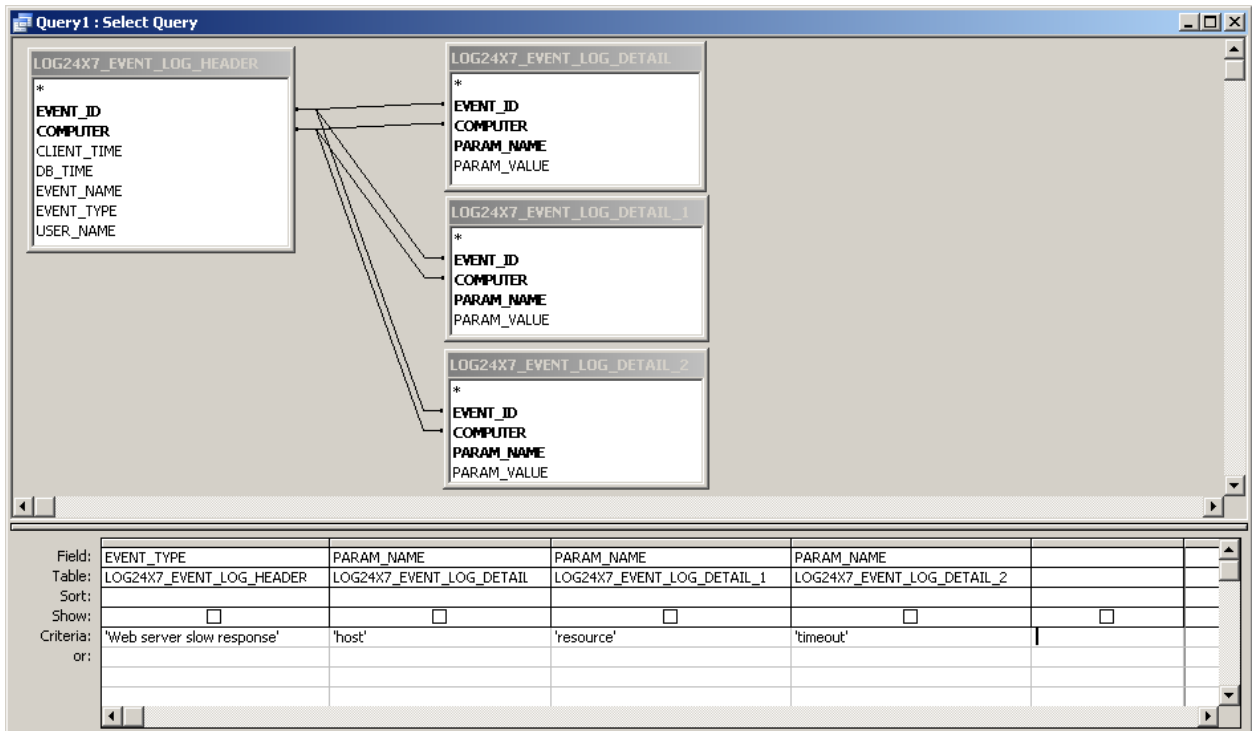 Query1 : Select Query
LOG24X7_EVENT_LOG_HEADER
*
EVENT_ID
COMPUTER
CLIENT_TIME
DB_TIME
EVENT_NAME
EVENT_TYPE
USER_NAME
LOG24X7_EVENT_LOG_DETAIL
*
EVENT_ID
COMPUTER
PARAM_NAME
PARAM_VALUE
LOG24X7_EVENT_LOG_DETAIL_1
*
EVENT_ID
COMPUTER
PARAM_NAME
PARAM_VALUE
LOG24X7_EVENT_LOG_DETAIL_2
*
EVENT_ID
COMPUTER
PARAM_NAME
PARAM_VALUE
Field: EVENT_TYPE PARAM_NAME PARAM_NAME PARAM_NAME
Table: LOG24X7_EVENT_LOG_HEADER LOG24X7_EVENT_LOG_DETAIL LOG24X7_EVENT_LOG_DETAIL_1 LOG24X7_EVENT_LOG_DETAIL_2
Sort:
Show:
Criteria: 'Web server slow response' 'host' 'resource' 'timeout'
or: